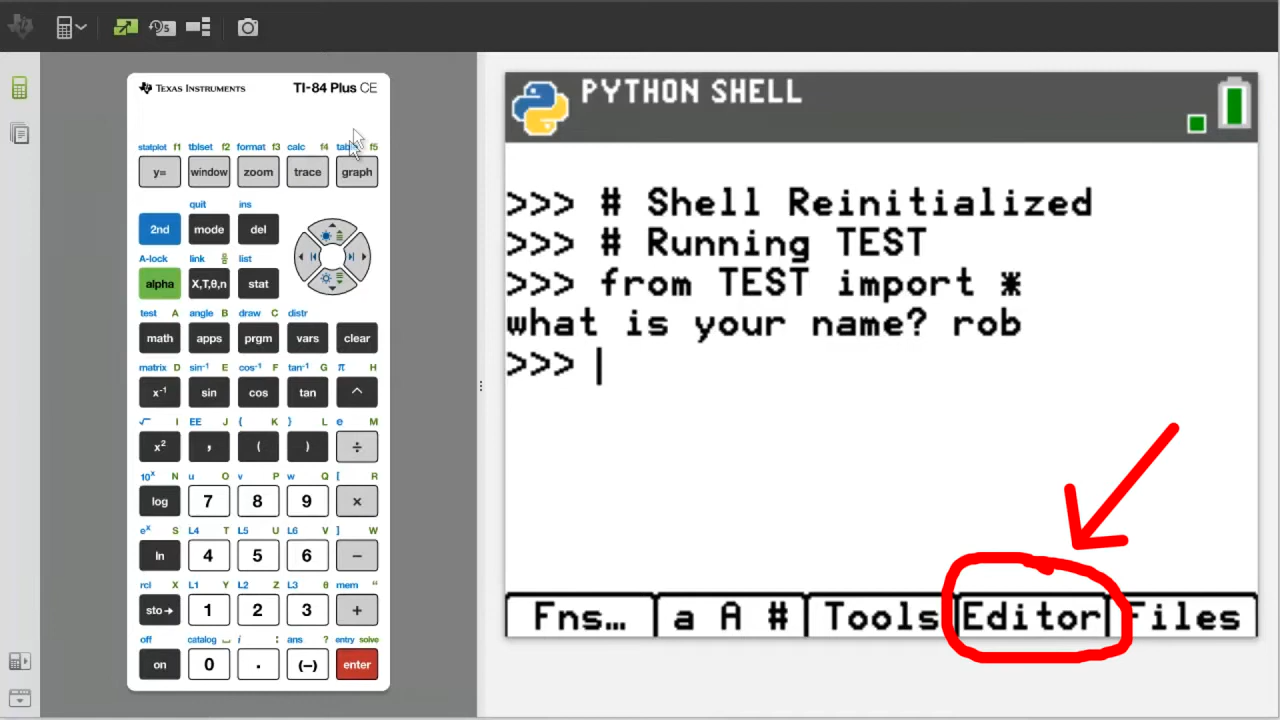 TEXAS INSTRUMENTS TI-84 Plus CE
statplot f1 tblset f2 format f3 calc f4 f5
y= window zoom trace graph
quit ins
2nd mode del
A-lock link list
alpha X,T,θ,n stat
test A angle B draw C distr
math apps prgm vars clear
matrix D sin⁻¹ E cos⁻¹ F tan⁻¹ G π H
x⁻¹ sin cos tan ^
√ I EE J { K } L e M
x² , ( ) ÷
10ˣ N u O v P w Q [ R
log 7 8 9 ×
eˣ S L4 T L5 U L6 V ] W
ln 4 5 6 −
rcl X L1 Y L2 Z L3 θ mem "
sto→ 1 2 3 +
off catalog i : ans ? entry solve
on 0 . (−) enter
PYTHON SHELL
>>> # Shell Reinitialized
>>> # Running TEST
>>> from TEST import *
what is your name? rob
>>>
Fns… a A # Tools Editor Files